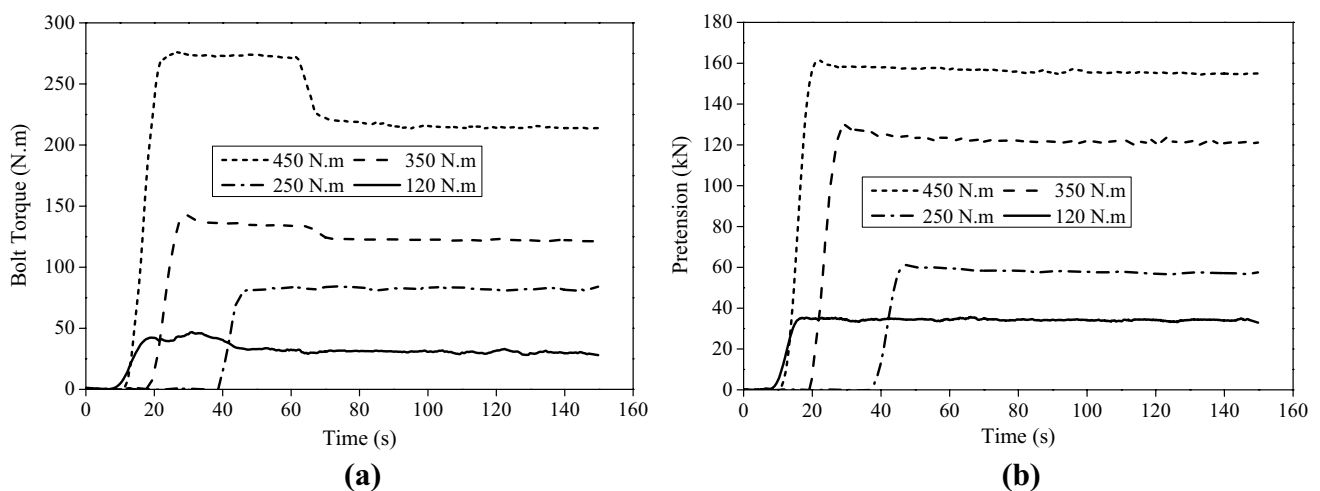 300
250
200
150
100
50
0
Bolt Torque (N.m)
450 N.m 350 N.m
250 N.m 120 N.m
0 20 40 60 80 100 120 140 160
Time (s)
(a)
180
160
140
120
100
80
60
40
20
0
Pretension (kN)
450 N.m 350 N.m
250 N.m 120 N.m
0 20 40 60 80 100 120 140 160
Time (s)
(b)